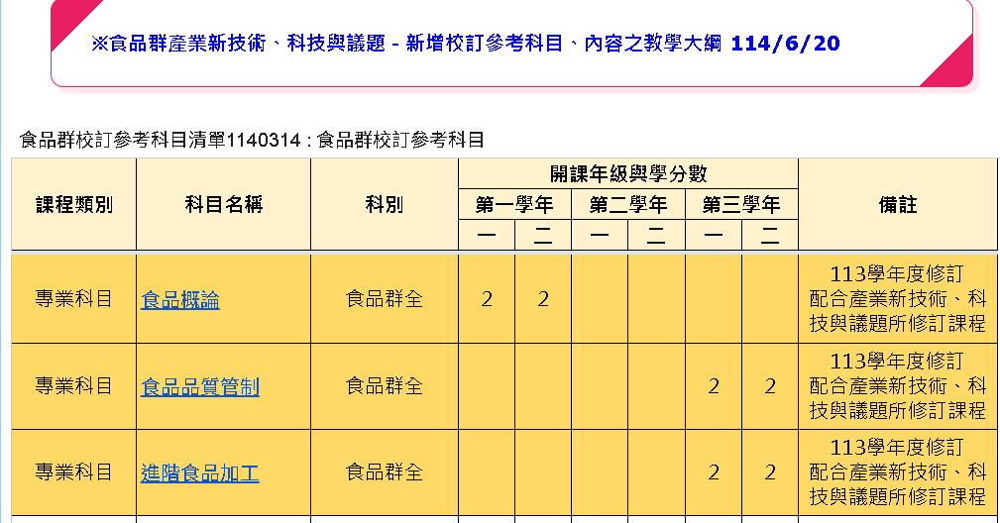 ※食品群產業新技術、科技與議題 - 新增校訂參考科目、內容之教學大綱 114/6/20
食品群校訂參考科目清單1140314 : 食品群校訂參考科目
課程類別 科目名稱 科別 開課年級與學分數 備註
第一學年 第二學年 第三學年
一 二 一 二 一 二
專業科目 食品概論 食品群全 2 2 113學年度修訂
配合產業新技術、科
技與議題所修訂課程
專業科目 食品品質管制 食品群全 2 2 113學年度修訂
配合產業新技術、科
技與議題所修訂課程
專業科目 進階食品加工 食品群全 2 2 113學年度修訂
配合產業新技術、科
技與議題所修訂課程